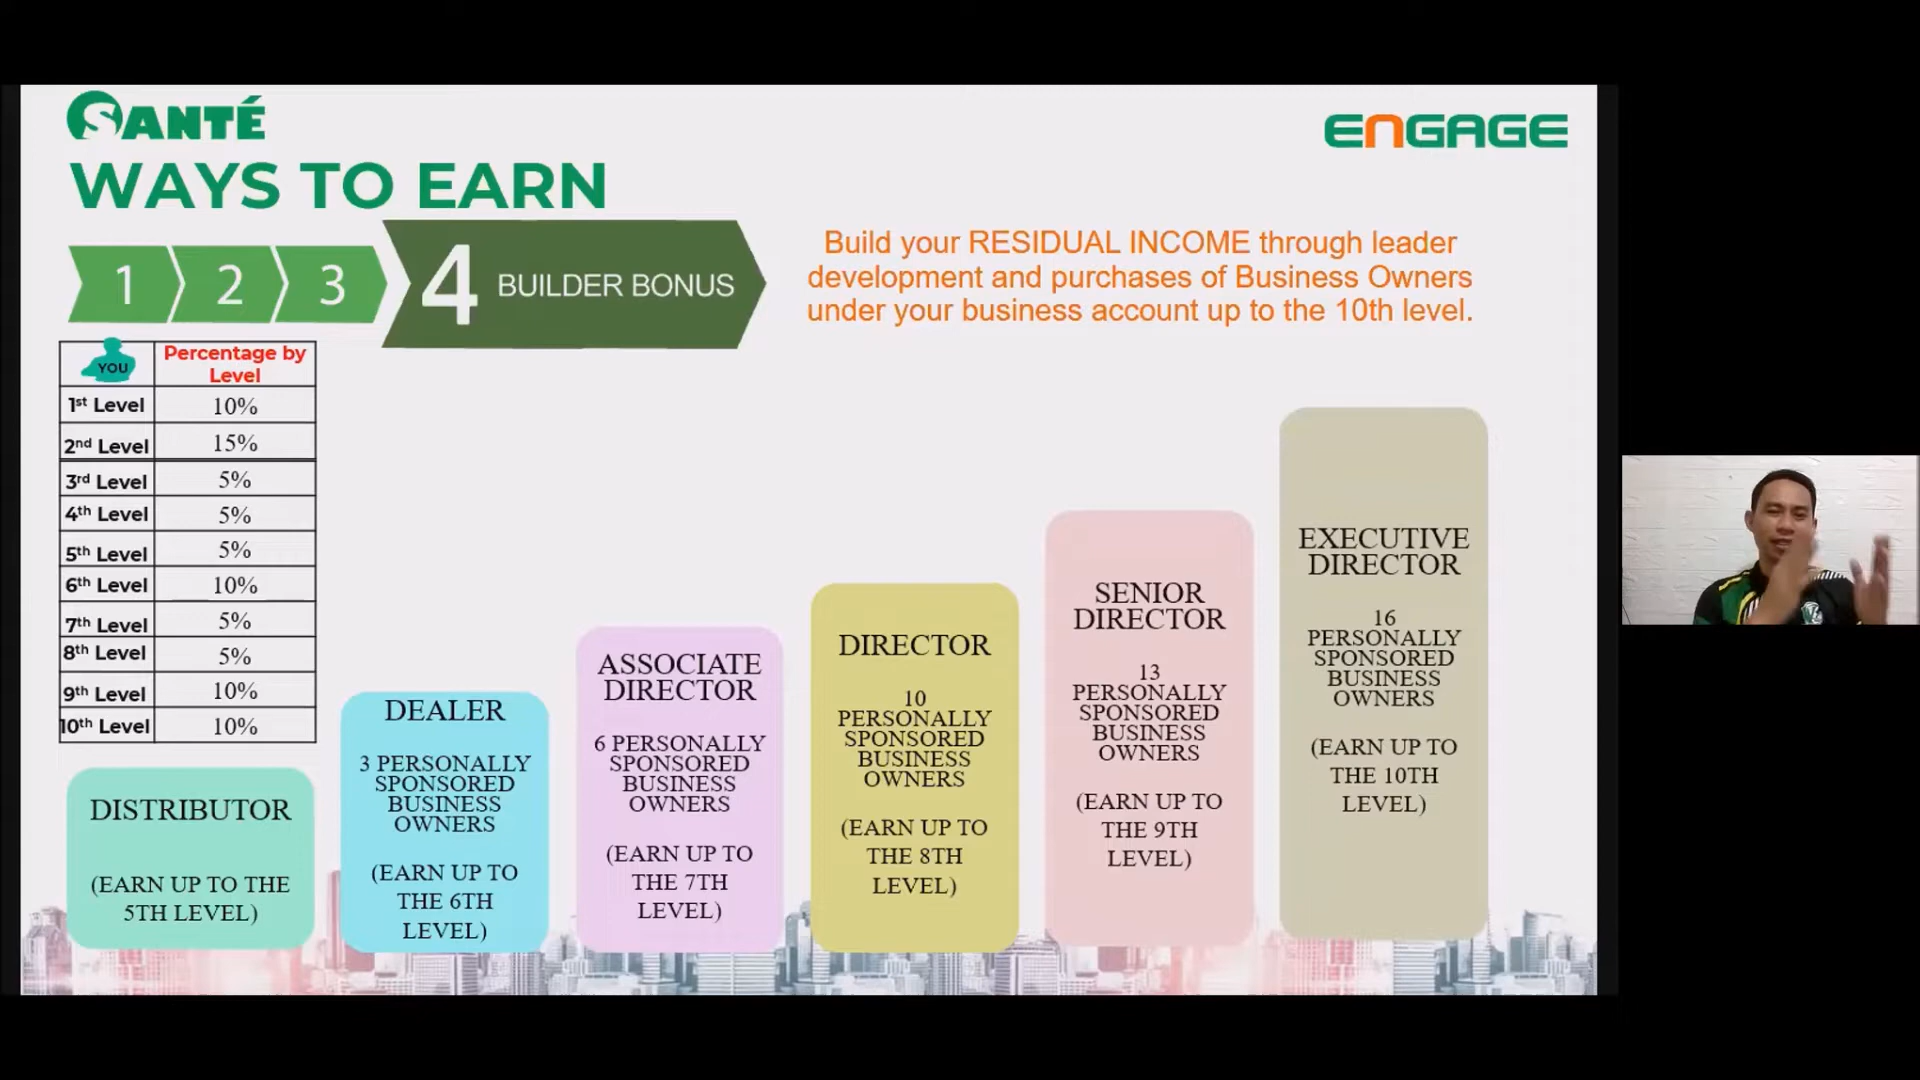 SANTÉ
ENGAGE
WAYS TO EARN
1
2
3
4
BUILDER BONUS
Build your RESIDUAL INCOME through leader
development and purchases of Business Owners
under your business account up to the 10th level.
YOU
Percentage by
Level
1st Level
10%
2nd Level
15%
3rd Level
5%
4th Level
5%
5th Level
5%
6th Level
10%
7th Level
5%
8th Level
5%
9th Level
10%
10th Level
10%
DISTRIBUTOR
(EARN UP TO THE
5TH LEVEL)
DEALER
3 PERSONALLY
SPONSORED
BUSINESS
OWNERS
(EARN UP TO
THE 6TH
LEVEL)
ASSOCIATE
DIRECTOR
6 PERSONALLY
SPONSORED
BUSINESS
OWNERS
(EARN UP TO
THE 7TH
LEVEL)
DIRECTOR
10
PERSONALLY
SPONSORED
BUSINESS
OWNERS
(EARN UP TO
THE 8TH
LEVEL)
SENIOR
DIRECTOR
13
PERSONALLY
SPONSORED
BUSINESS
OWNERS
(EARN UP TO
THE 9TH
LEVEL)
EXECUTIVE
DIRECTOR
16
PERSONALLY
SPONSORED
BUSINESS
OWNERS
(EARN UP TO
THE 10TH
LEVEL)